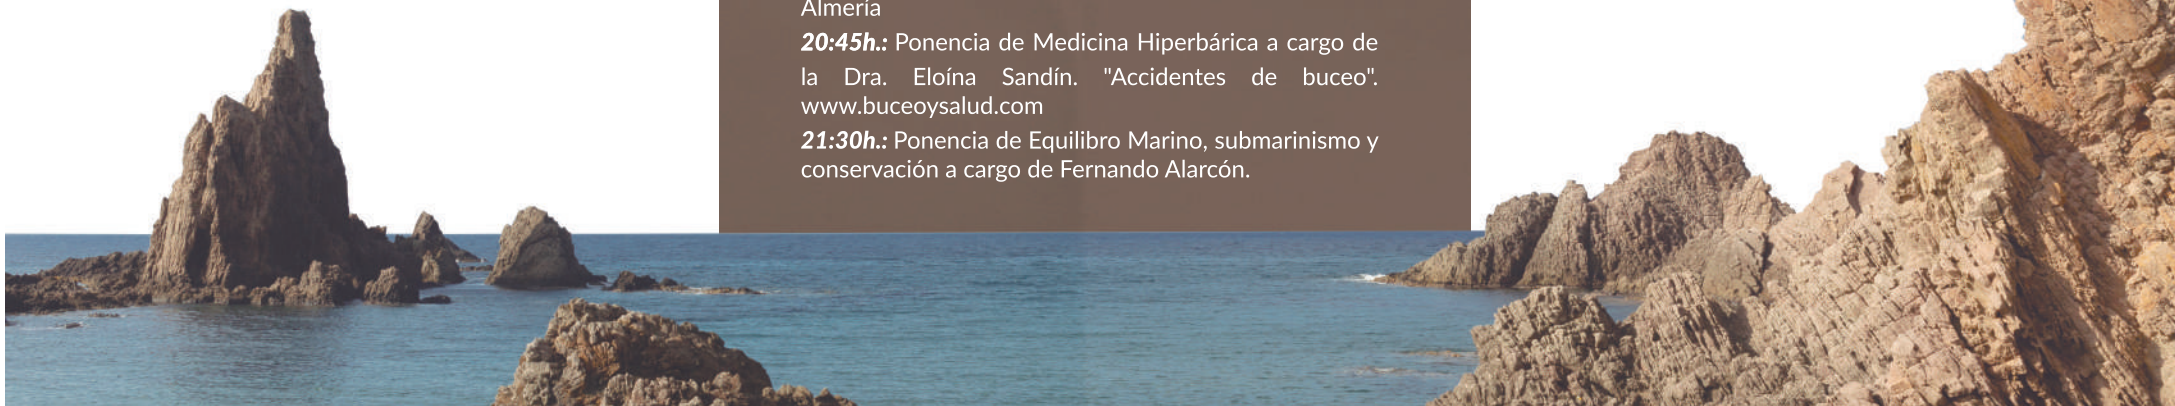 Almería
20:45h.: Ponencia de Medicina Hiperbárica a cargo de
la Dra. Eloína Sandín. "Accidentes de buceo".
www.buceoysalud.com
21:30h.: Ponencia de Equilibro Marino, submarinismo y
conservación a cargo de Fernando Alarcón.